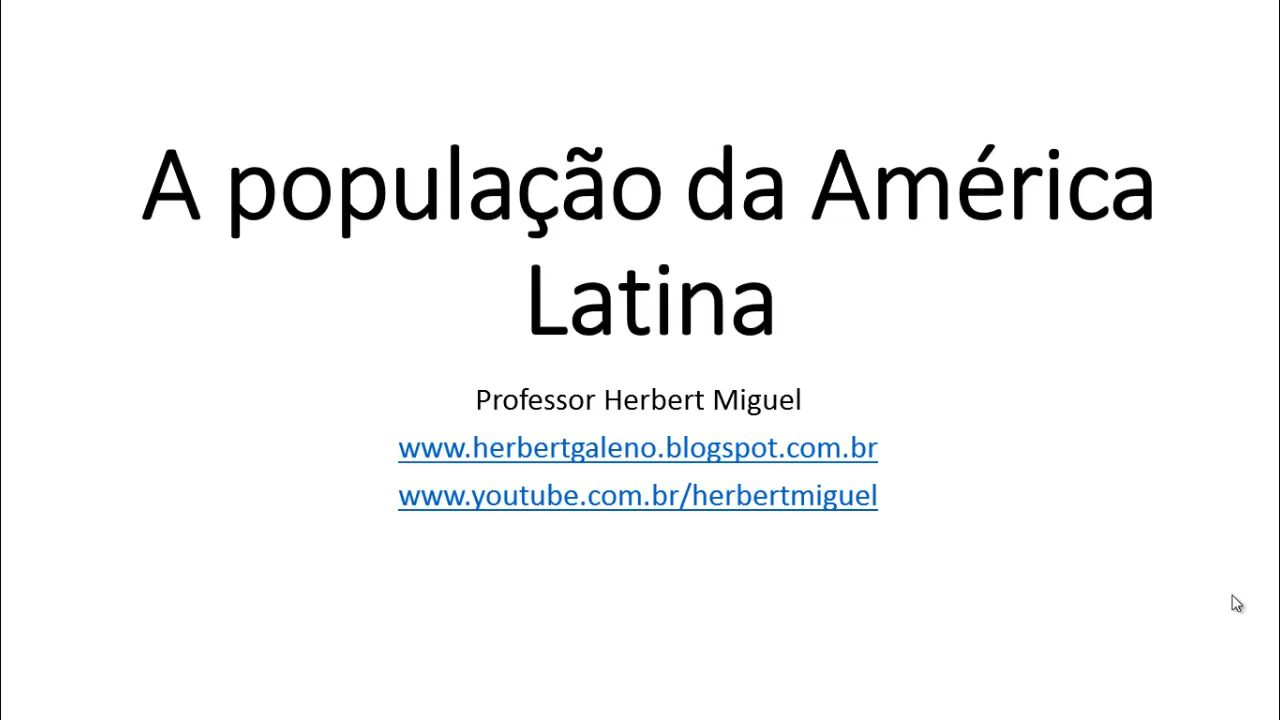 A população da América
Latina
Professor Herbert Miguel
www.herbertgaleno.blogspot.com.br
www.youtube.com.br/herbertmiguel